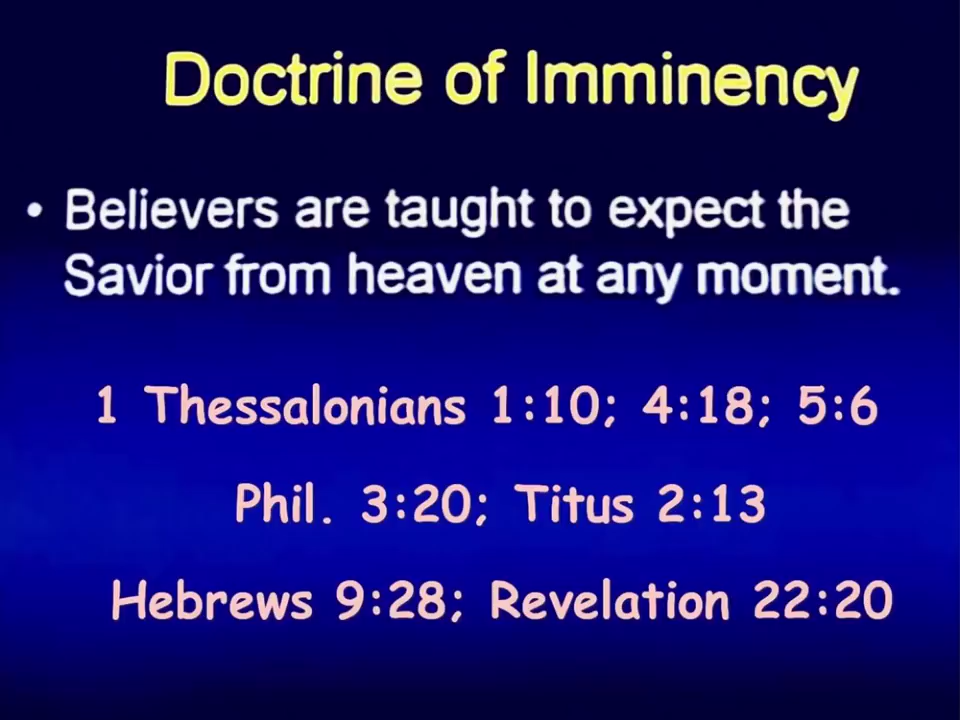 Doctrine of Imminency
• Believers are taught to expect the
Savior from heaven at any moment.
1 Thessalonians 1:10; 4:18; 5:6
Phil. 3:20; Titus 2:13
Hebrews 9:28; Revelation 22:20